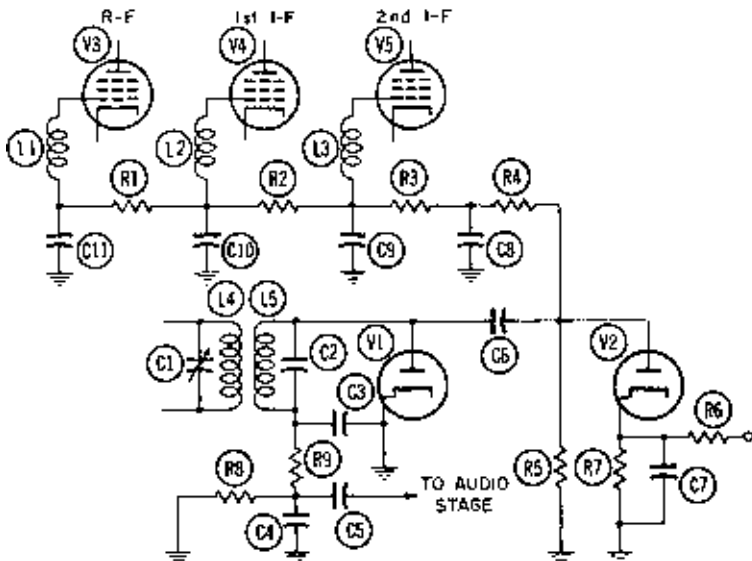 R-F 1st I-F 2nd I-F
V3 V4 V5
L1 L2 L3
R1 R2 R3 R4
C11 C10 C9 C8
L4 L5
C1 C2 V1 C6 V2
C3
R6
R8 R9 R5 R7 C7
TO AUDIO
STAGE
C4 C5